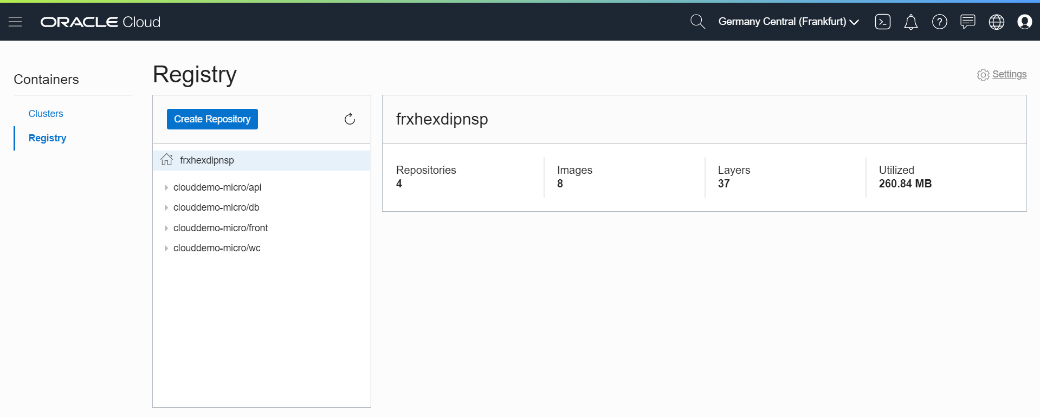 ORACLE Cloud
Germany Central (Frankfurt)
Containers
Clusters
Registry
Registry
Settings
Create Repository
frxhexdipnsp
clouddemo-micro/api
clouddemo-micro/db
clouddemo-micro/front
clouddemo-micro/wc
frxhexdipnsp
Repositories
4
Images
8
Layers
37
Utilized
260.84 MB